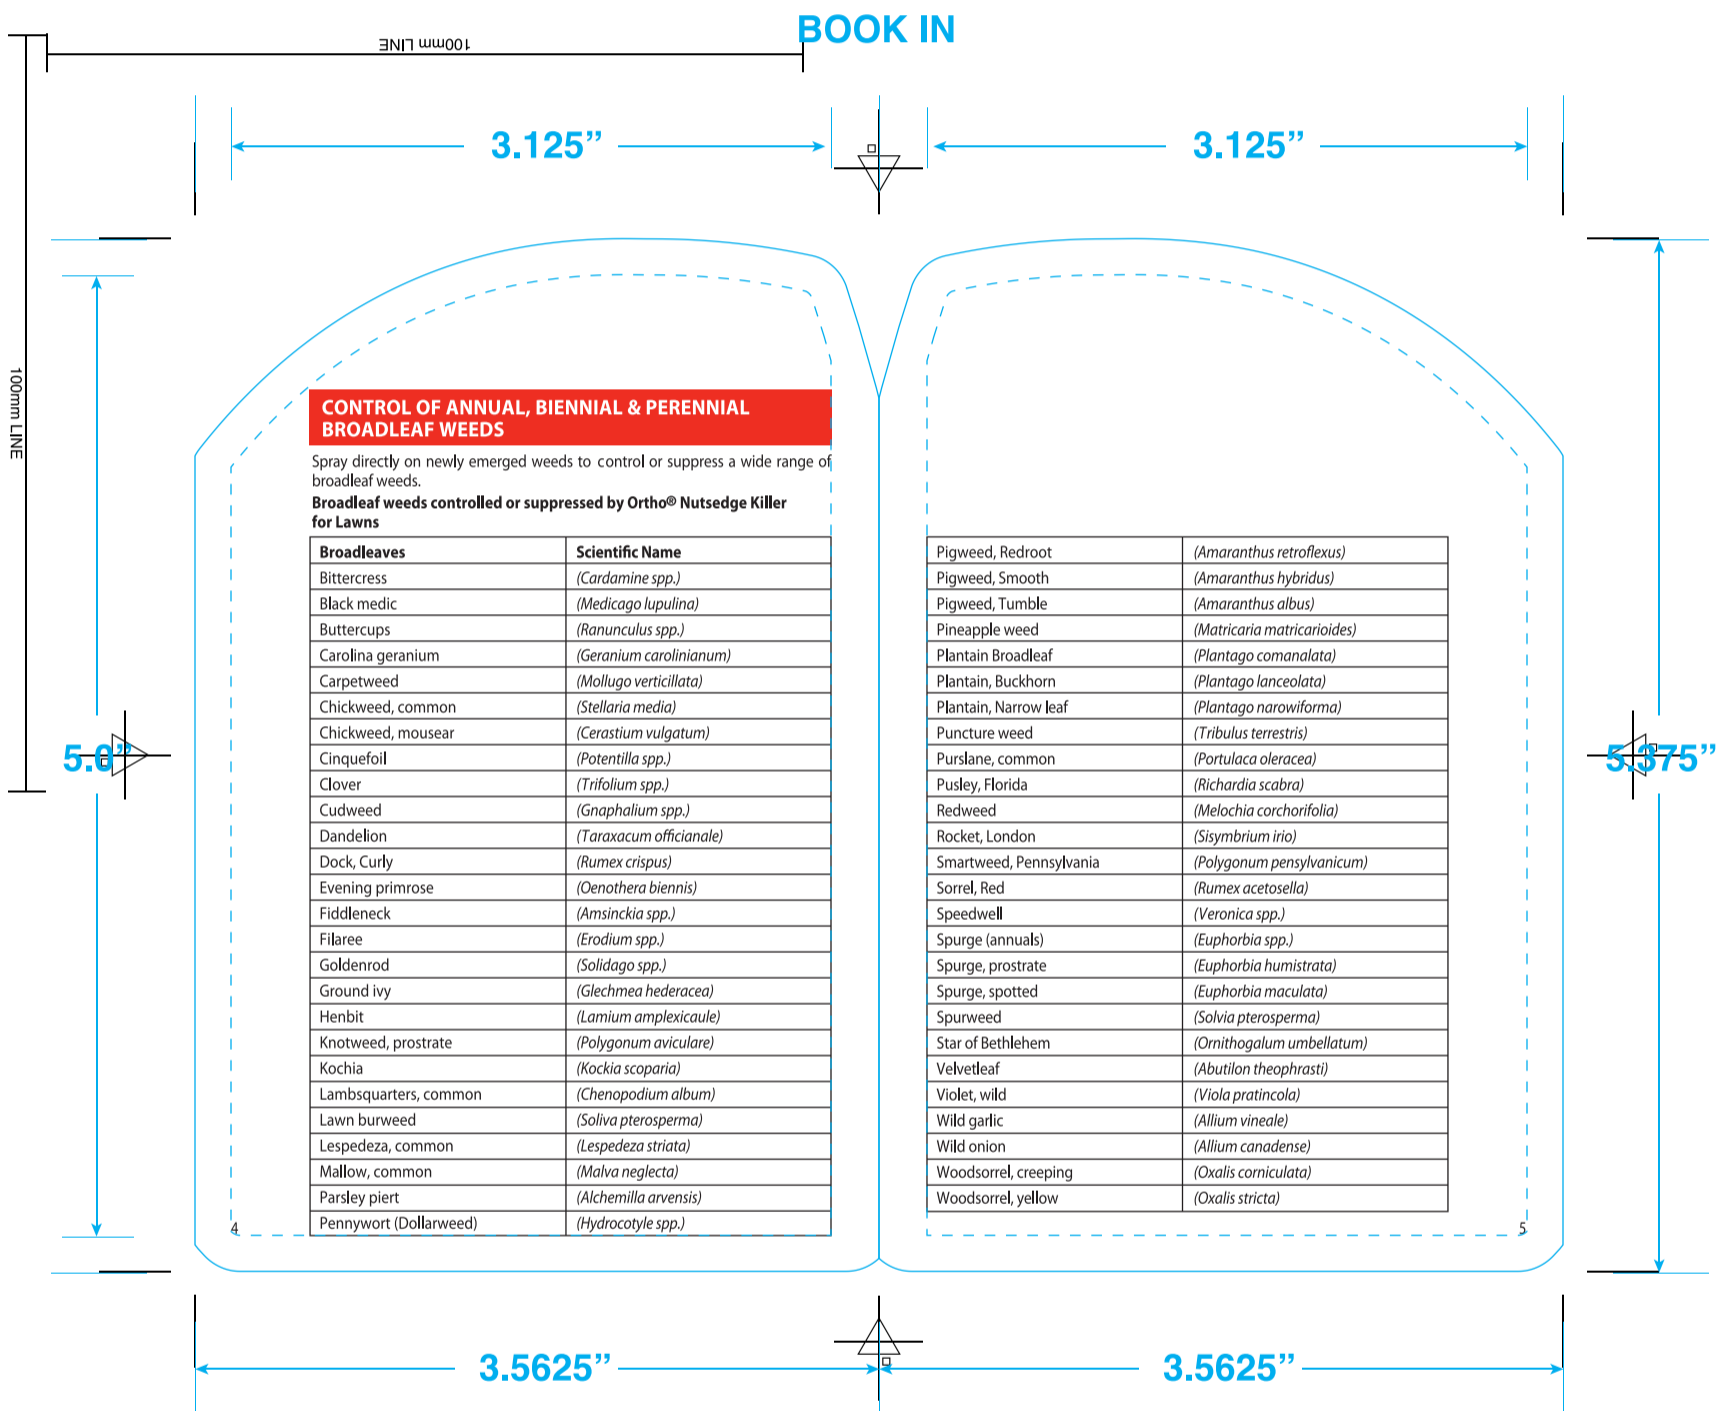 BOOK IN
100mm LINE
3.125”
3.125”
100mm LINE
5.0”
5.375”
CONTROL OF ANNUAL, BIENNIAL & PERENNIAL
BROADLEAF WEEDS
Spray directly on newly emerged weeds to control or suppress a wide range of
broadleaf weeds.
Broadleaf weeds controlled or suppressed by Ortho® Nutsedge Killer
for Lawns
Broadleaves Scientific Name
Bittercress (Cardamine spp.)
Black medic (Medicago lupulina)
Buttercups (Ranunculus spp.)
Carolina geranium (Geranium carolinianum)
Carpetweed (Mollugo verticillata)
Chickweed, common (Stellaria media)
Chickweed, mousear (Cerastium vulgatum)
Cinquefoil (Potentilla spp.)
Clover (Trifolium spp.)
Cudweed (Gnaphalium spp.)
Dandelion (Taraxacum officianale)
Dock, Curly (Rumex crispus)
Evening primrose (Oenothera biennis)
Fiddleneck (Amsinckia spp.)
Filaree (Erodium spp.)
Goldenrod (Solidago spp.)
Ground ivy (Glechmea hederacea)
Henbit (Lamium amplexicaule)
Knotweed, prostrate (Polygonum aviculare)
Kochia (Kockia scoparia)
Lambsquarters, common (Chenopodium album)
Lawn burweed (Soliva pterosperma)
Lespedeza, common (Lespedeza striata)
Mallow, common (Malva neglecta)
Parsley piert (Alchemilla arvensis)
Pennywort (Dollarweed) (Hydrocotyle spp.)
4
Pigweed, Redroot (Amaranthus retroflexus)
Pigweed, Smooth (Amaranthus hybridus)
Pigweed, Tumble (Amaranthus albus)
Pineapple weed (Matricaria matricarioides)
Plantain Broadleaf (Plantago comanalata)
Plantain, Buckhorn (Plantago lanceolata)
Plantain, Narrow leaf (Plantago narowiforma)
Puncture weed (Tribulus terrestris)
Purslane, common (Portulaca oleracea)
Pusley, Florida (Richardia scabra)
Redweed (Melochia corchorifolia)
Rocket, London (Sisymbrium irio)
Smartweed, Pennsylvania (Polygonum pensylvanicum)
Sorrel, Red (Rumex acetosella)
Speedwell (Veronica spp.)
Spurge (annuals) (Euphorbia spp.)
Spurge, prostrate (Euphorbia humistrata)
Spurge, spotted (Euphorbia maculata)
Spurweed (Solvia pterosperma)
Star of Bethlehem (Ornithogalum umbellatum)
Velvetleaf (Abutilon theophrasti)
Violet, wild (Viola pratincola)
Wild garlic (Allium vineale)
Wild onion (Allium canadense)
Woodsorrel, creeping (Oxalis corniculata)
Woodsorrel, yellow (Oxalis stricta)
5
3.5625”
3.5625”